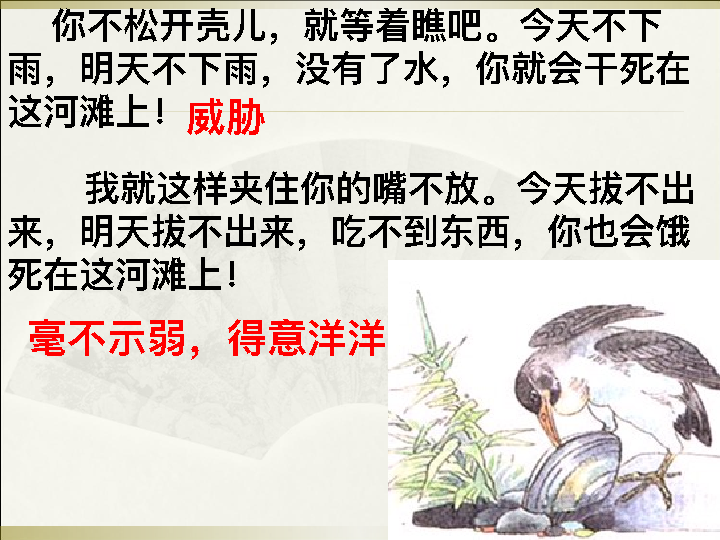 你不松开壳儿，就等着瞧吧。今天不下
雨，明天不下雨，没有了水，你就会干死在
这河滩上！威胁
我就这样夹住你的嘴不放。今天拔不出
来，明天拔不出来，吃不到东西，你也会饿
死在这河滩上！
毫不示弱，得意洋洋